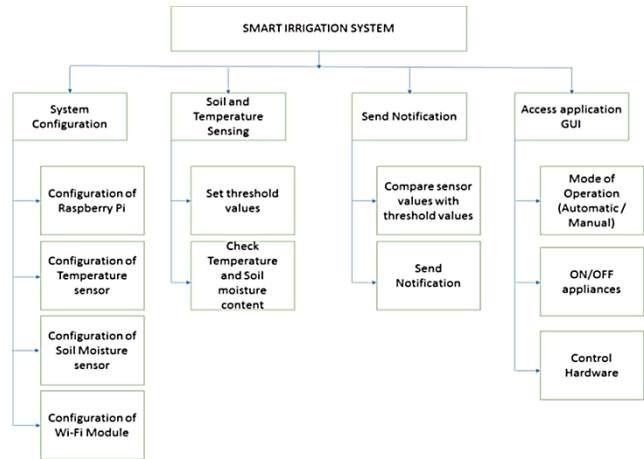 SMART IRRIGATION SYSTEM
System
Configuration
Soil and
Temperature
Sensing
Send Notification
Access application
GUI
Configuration of
Raspberry Pi
Set threshold
values
Compare sensor
values with
threshold values
Mode of
Operation
(Automatic /
Manual)
Configuration of
Temperature
sensor
Check
Temperature
and Soil
moisture content
Send
Notification
ON/OFF
appliances
Configuration of
Soil Moisture
sensor
Control
Hardware
Configuration of
Wi-Fi Module